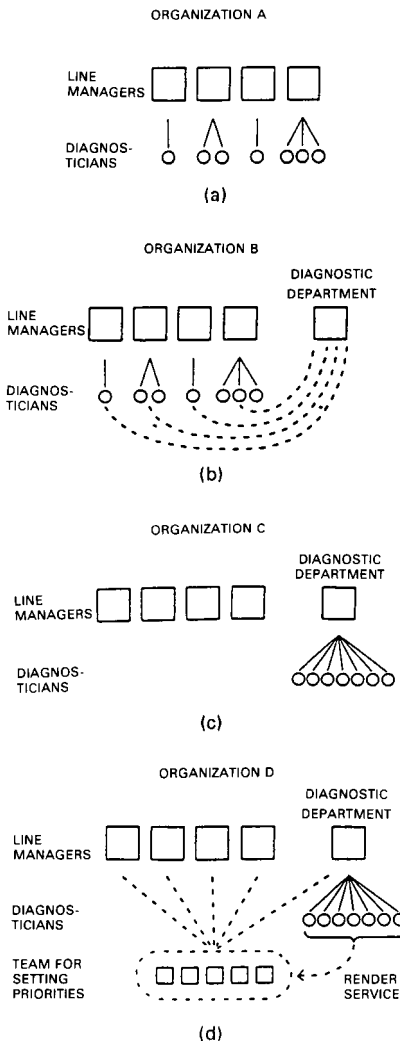 ORGANIZATION A
LINE
MANAGERS
DIAGNOS-
TICIANS
(a)
ORGANIZATION B
DIAGNOSTIC
DEPARTMENT
LINE
MANAGERS
DIAGNOS-
TICIANS
(b)
ORGANIZATION C
DIAGNOSTIC
DEPARTMENT
LINE
MANAGERS
DIAGNOS-
TICIANS
(c)
ORGANIZATION D
DIAGNOSTIC
DEPARTMENT
LINE
MANAGERS
DIAGNOS-
TICIANS
TEAM FOR
SETTING
PRIORITIES
RENDER
SERVICE
(d)